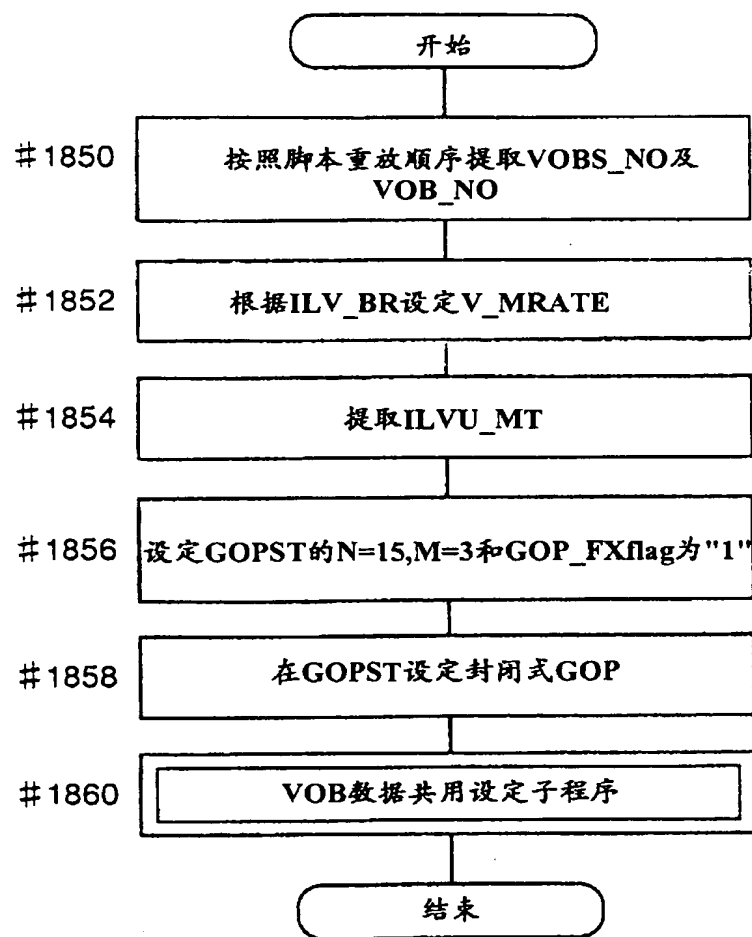 开始
#1850
按照脚本重放顺序提取VOBS_NO及
VOB_NO
#1852
根据ILV_BR设定V_MRATE
#1854
提取ILVU_MT
#1856
设定GOPST的N=15,M=3和GOP_FXflag为"1"
#1858
在GOPST设定封闭式GOP
#1860
VOB数据共用设定子程序
结束